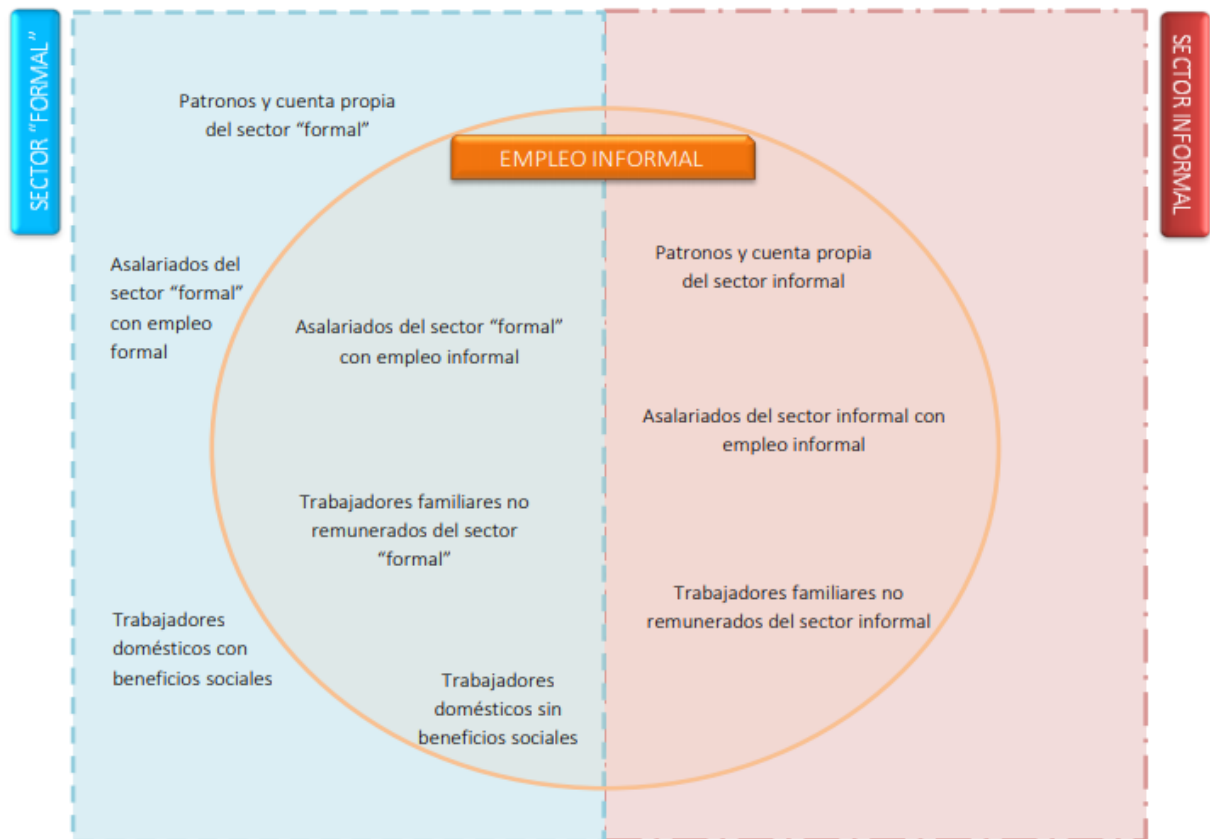 SECTOR “FORMAL”
SECTOR INFORMAL
Patronos y cuenta propia
del sector “formal”
EMPLEO INFORMAL
Asalariados del
sector “formal”
con empleo
formal
Asalariados del sector “formal”
con empleo informal
Trabajadores familiares no
remunerados del sector
“formal”
Trabajadores
domésticos con
beneficios sociales
Trabajadores
domésticos sin
beneficios sociales
Patronos y cuenta propia
del sector informal
Asalariados del sector informal con
empleo informal
Trabajadores familiares no
remunerados del sector informal